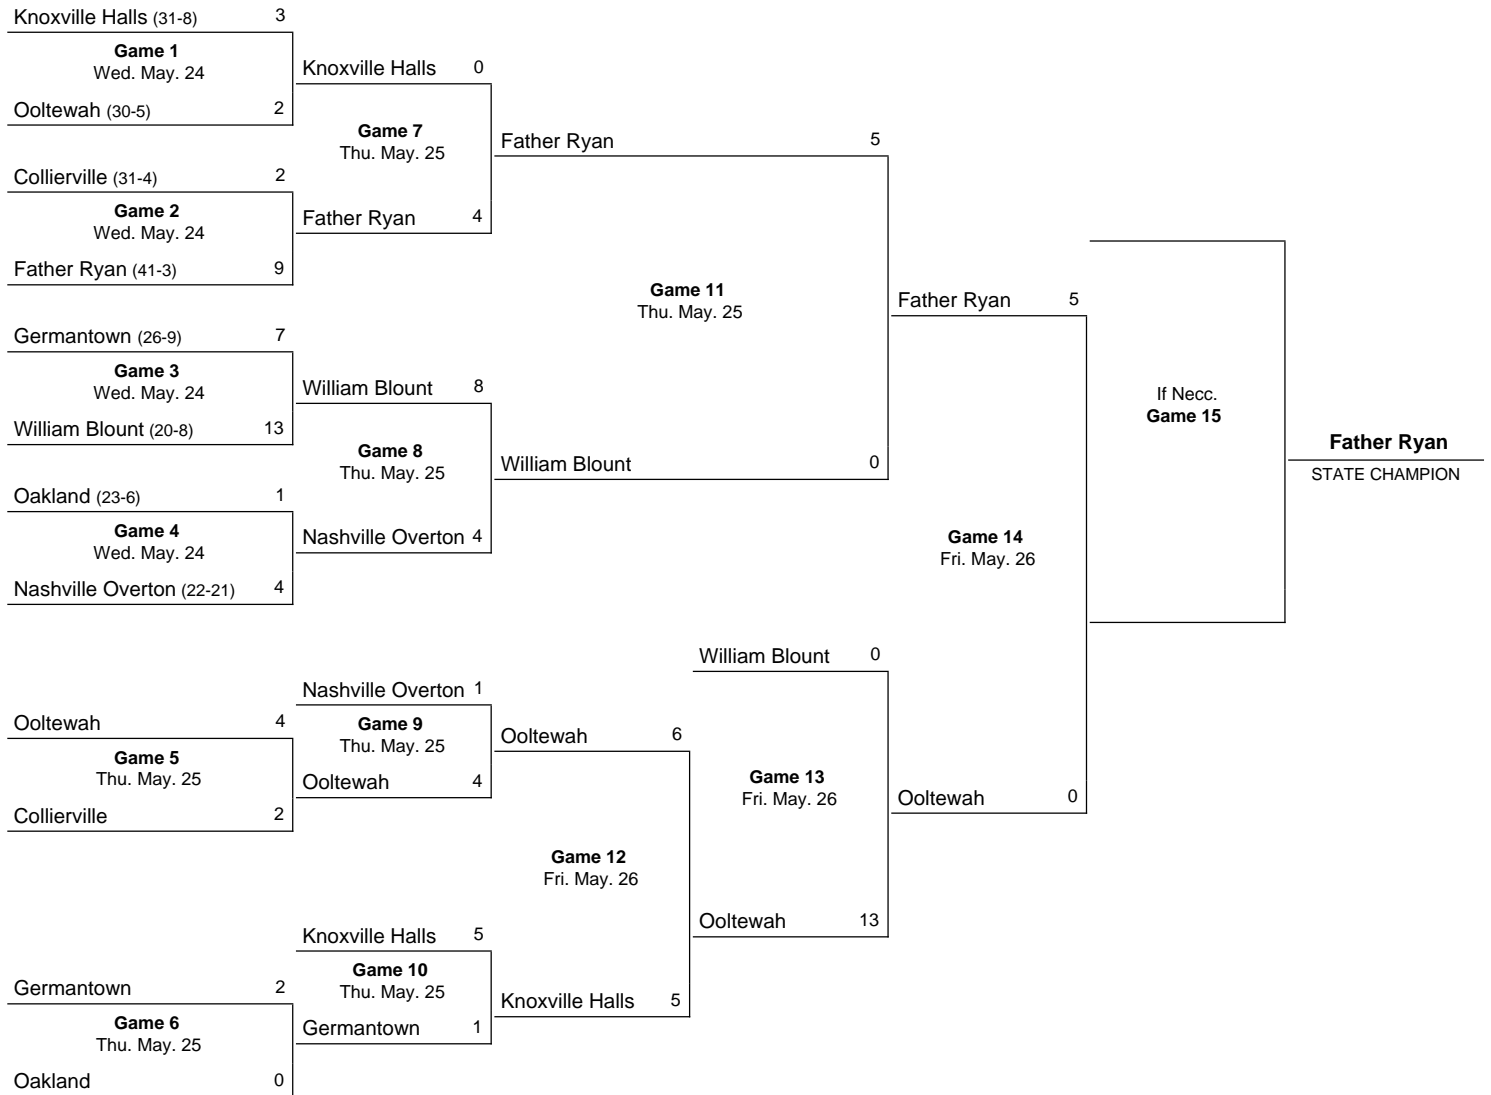 Knoxville Halls (31-8) 3
Game 1
Wed. May. 24
Ooltewah (30-5) 2
Collierville (31-4) 2
Game 2
Wed. May. 24
Father Ryan (41-3) 9
Germantown (26-9) 7
Game 3
Wed. May. 24
William Blount (20-8) 13
Oakland (23-6) 1
Game 4
Wed. May. 24
Nashville Overton (22-21) 4
Knoxville Halls 0
Game 7
Thu. May. 25
Father Ryan 4
William Blount 8
Game 8
Thu. May. 25
Nashville Overton 4
Father Ryan 5
Game 11
Thu. May. 25
William Blount 0
Father Ryan 5
Game 14
Fri. May. 26
Ooltewah 0
If Necc.
Game 15
Father Ryan
STATE CHAMPION
Ooltewah 4
Game 5
Thu. May. 25
Collierville 2
Germantown 2
Game 6
Thu. May. 25
Oakland 0
Nashville Overton 1
Game 9
Thu. May. 25
Ooltewah 4
Knoxville Halls 5
Game 10
Thu. May. 25
Germantown 1
Ooltewah 6
Game 12
Fri. May. 26
Knoxville Halls 5
William Blount 0
Game 13
Fri. May. 26
Ooltewah 13